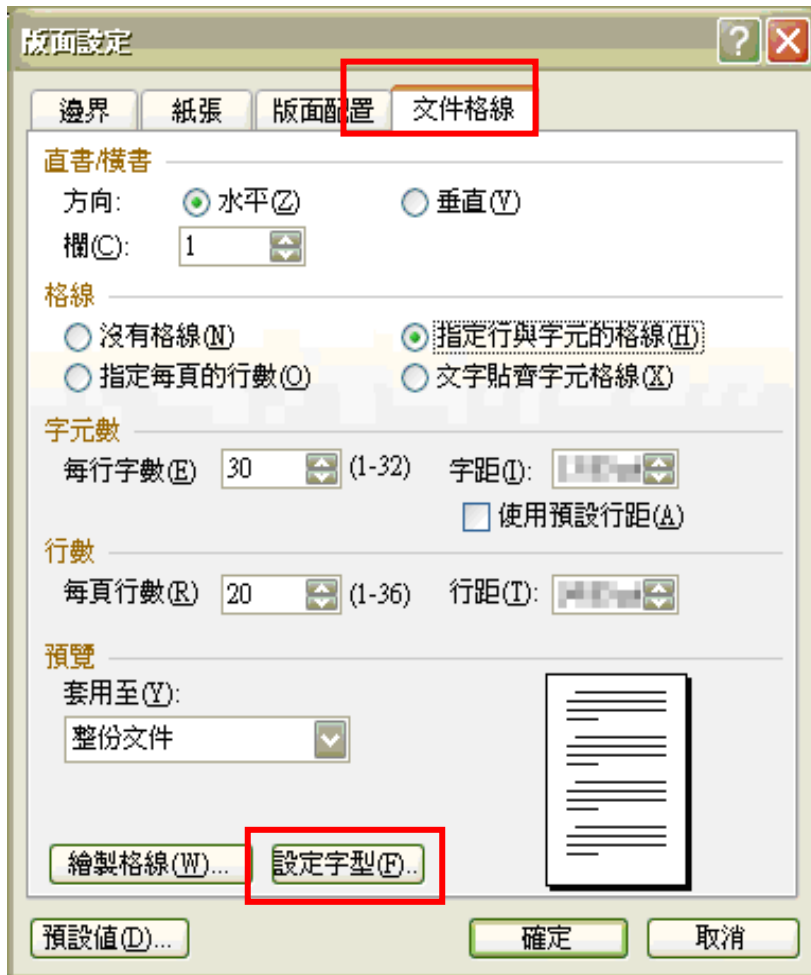 版面設定
邊界 紙張 版面配置 文件格線
直書/橫書
方向: 水平(Z) 垂直(V)
欄(C): 1
格線
沒有格線(N) 指定行與字元的格線(H)
指定每頁的行數(O) 文字貼齊字元格線(X)
字元數
每行字數(E) 30 (1-32) 字距(I):
使用預設行距(A)
行數
每頁行數(R) 20 (1-36) 行距(T):
預覽
套用至(Y):
整份文件
繪製格線(W)... 設定字型(F)..
預設值(D)... 確定 取消